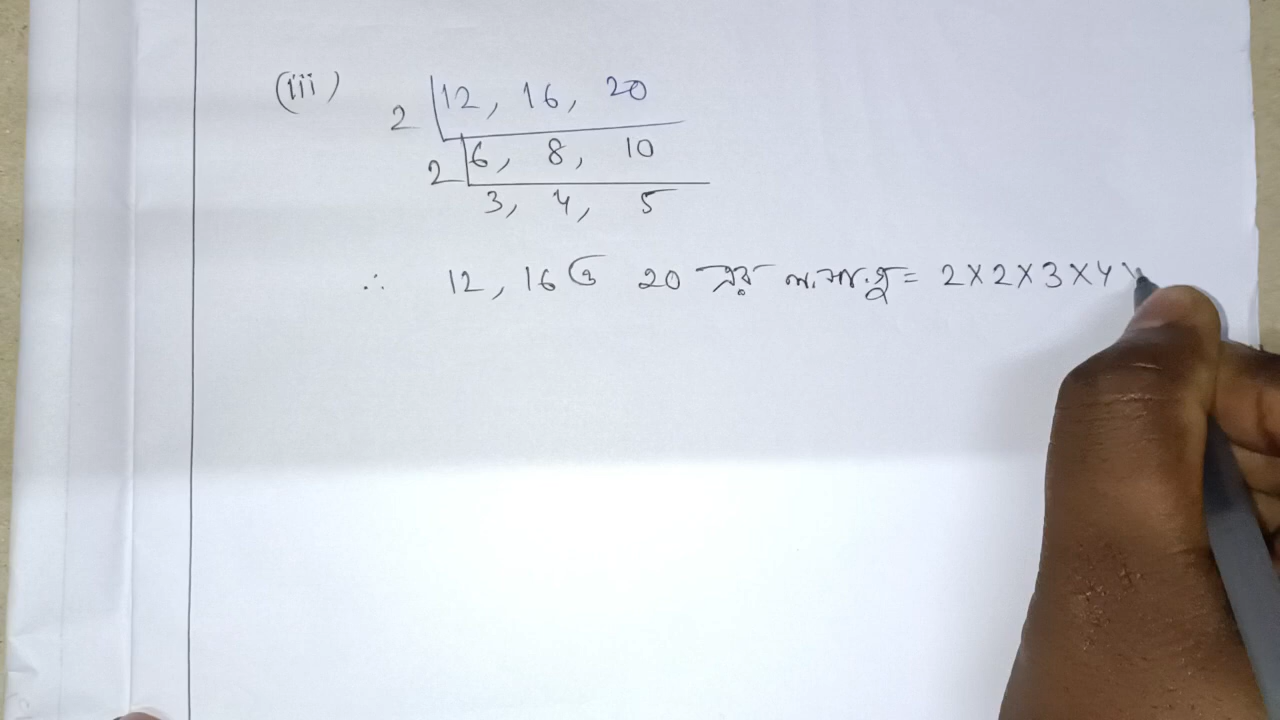 (iii) 2 | 12, 16, 20
2 | 6, 8, 10
3, 4, 5
∴ 12, 16 ও 20 এর ল.সা.গু = 2×2×3×4×